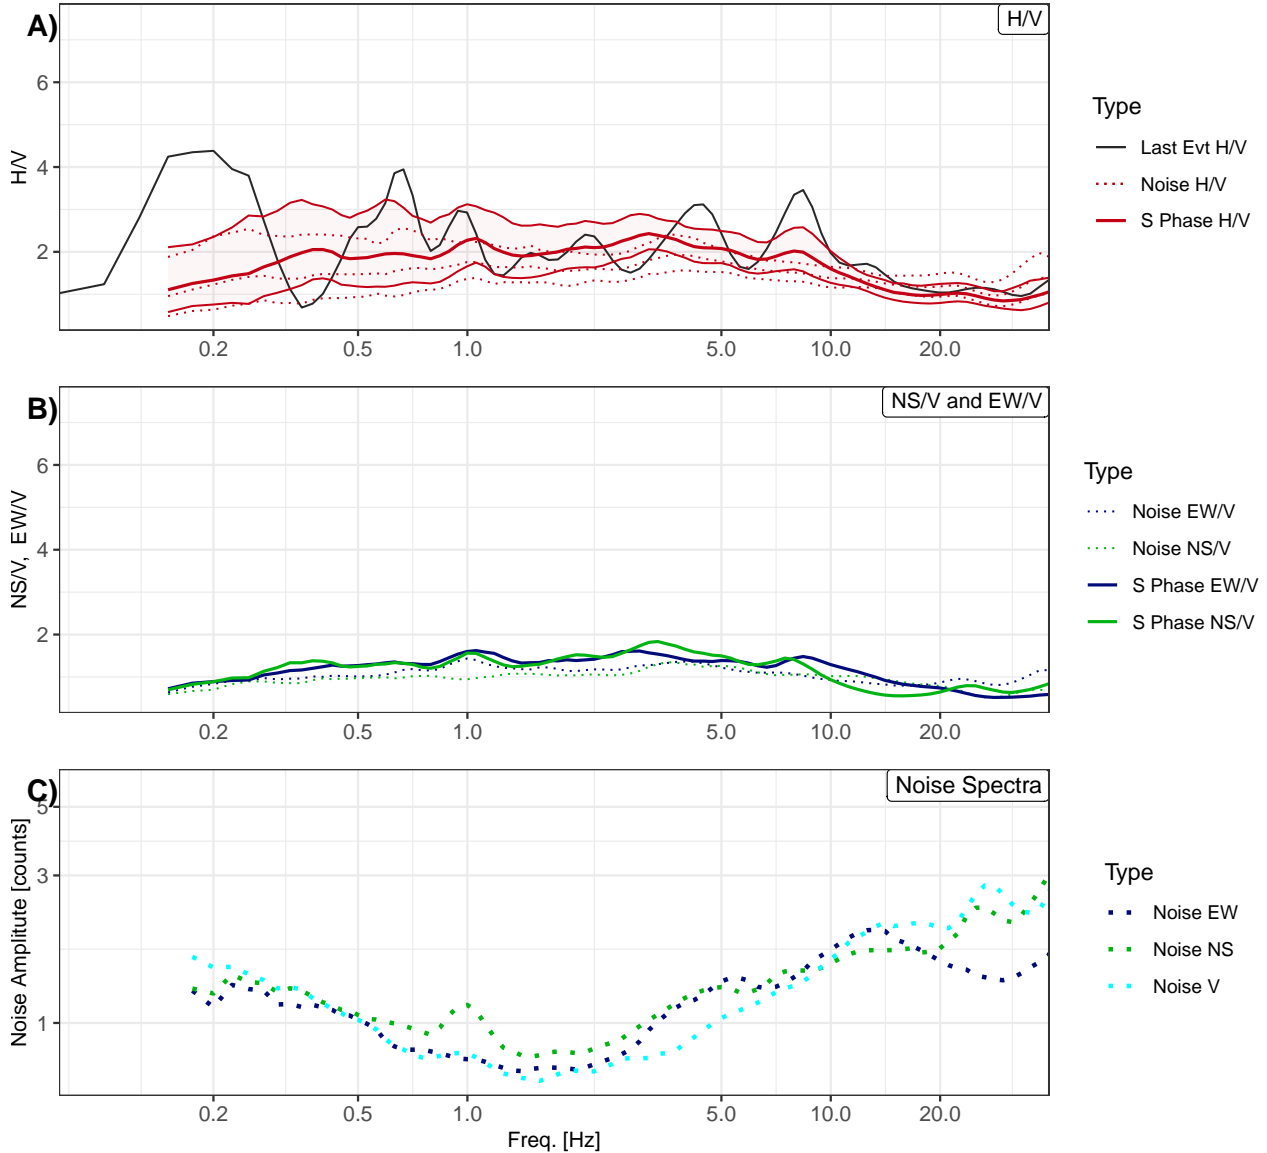 A)
H/V
6
4
2
H/V
0.2 0.5 1.0 5.0 10.0 20.0
Type
Last Evt H/V
Noise H/V
S Phase H/V
B)
NS/V and EW/V
6
4
2
NS/V, EW/V
0.2 0.5 1.0 5.0 10.0 20.0
Type
Noise EW/V
Noise NS/V
S Phase EW/V
S Phase NS/V
C)
Noise Spectra
5
3
1
Noise Amplitude [counts]
0.2 0.5 1.0 5.0 10.0 20.0
Freq. [Hz]
Type
Noise EW
Noise NS
Noise V